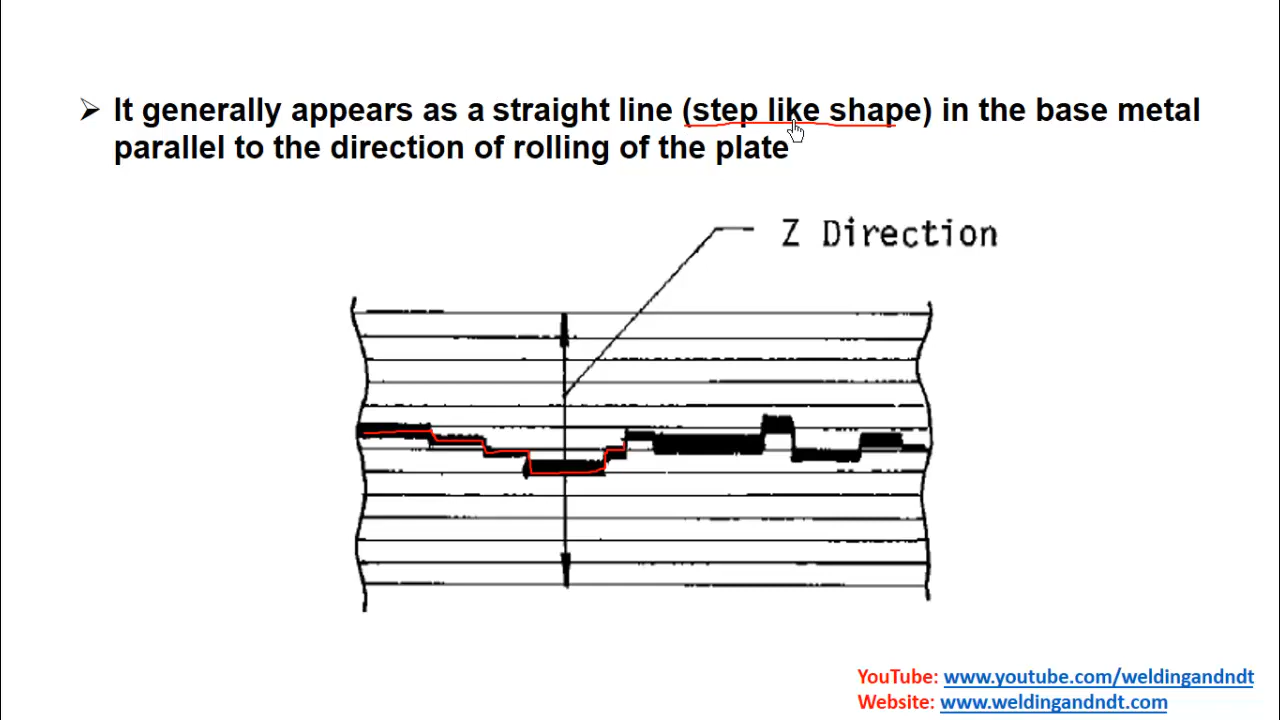 ➢ It generally appears as a straight line (step like shape) in the base metal
parallel to the direction of rolling of the plate
Z Direction
YouTube: www.youtube.com/weldingandndt
Website: www.weldingandndt.com